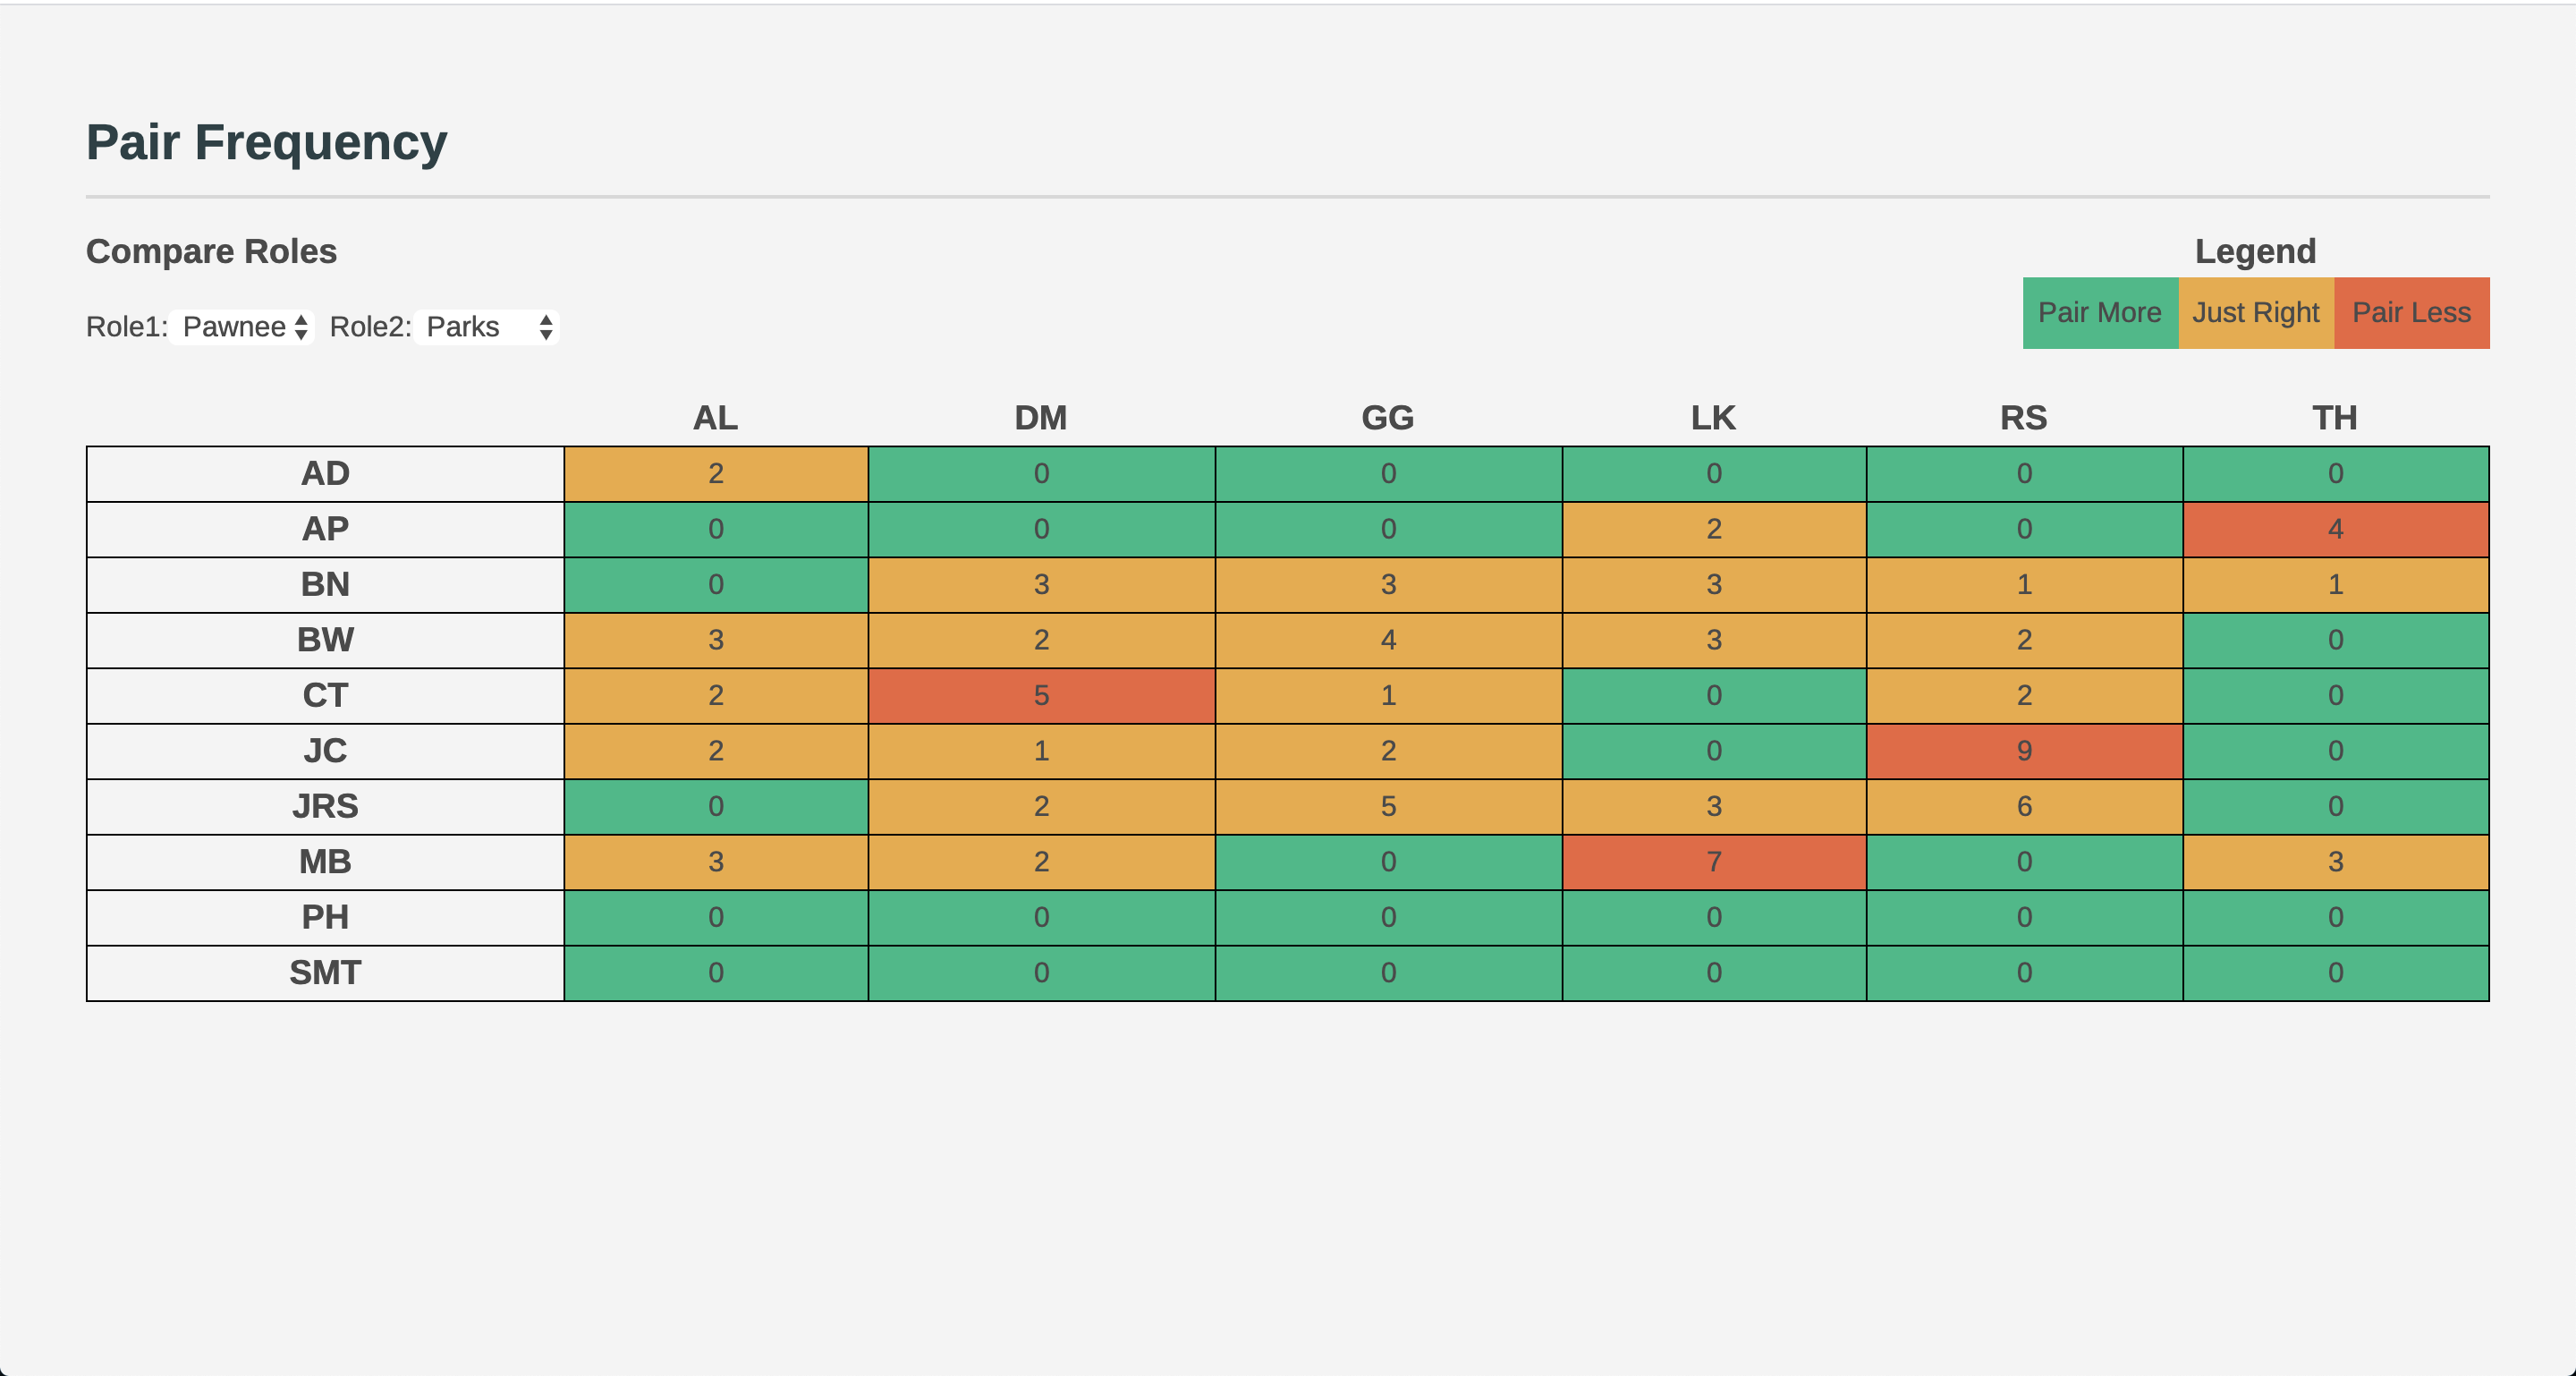 Pair Frequency
Compare Roles
Legend
Role1: Pawnee Role2: Parks
Pair More Just Right Pair Less
AL DM GG LK RS TH
AD 2 0 0 0 0 0
AP 0 0 0 2 0 4
BN 0 3 3 3 1 1
BW 3 2 4 3 2 0
CT 2 5 1 0 2 0
JC 2 1 2 0 9 0
JRS 0 2 5 3 6 0
MB 3 2 0 7 0 3
PH 0 0 0 0 0 0
SMT 0 0 0 0 0 0